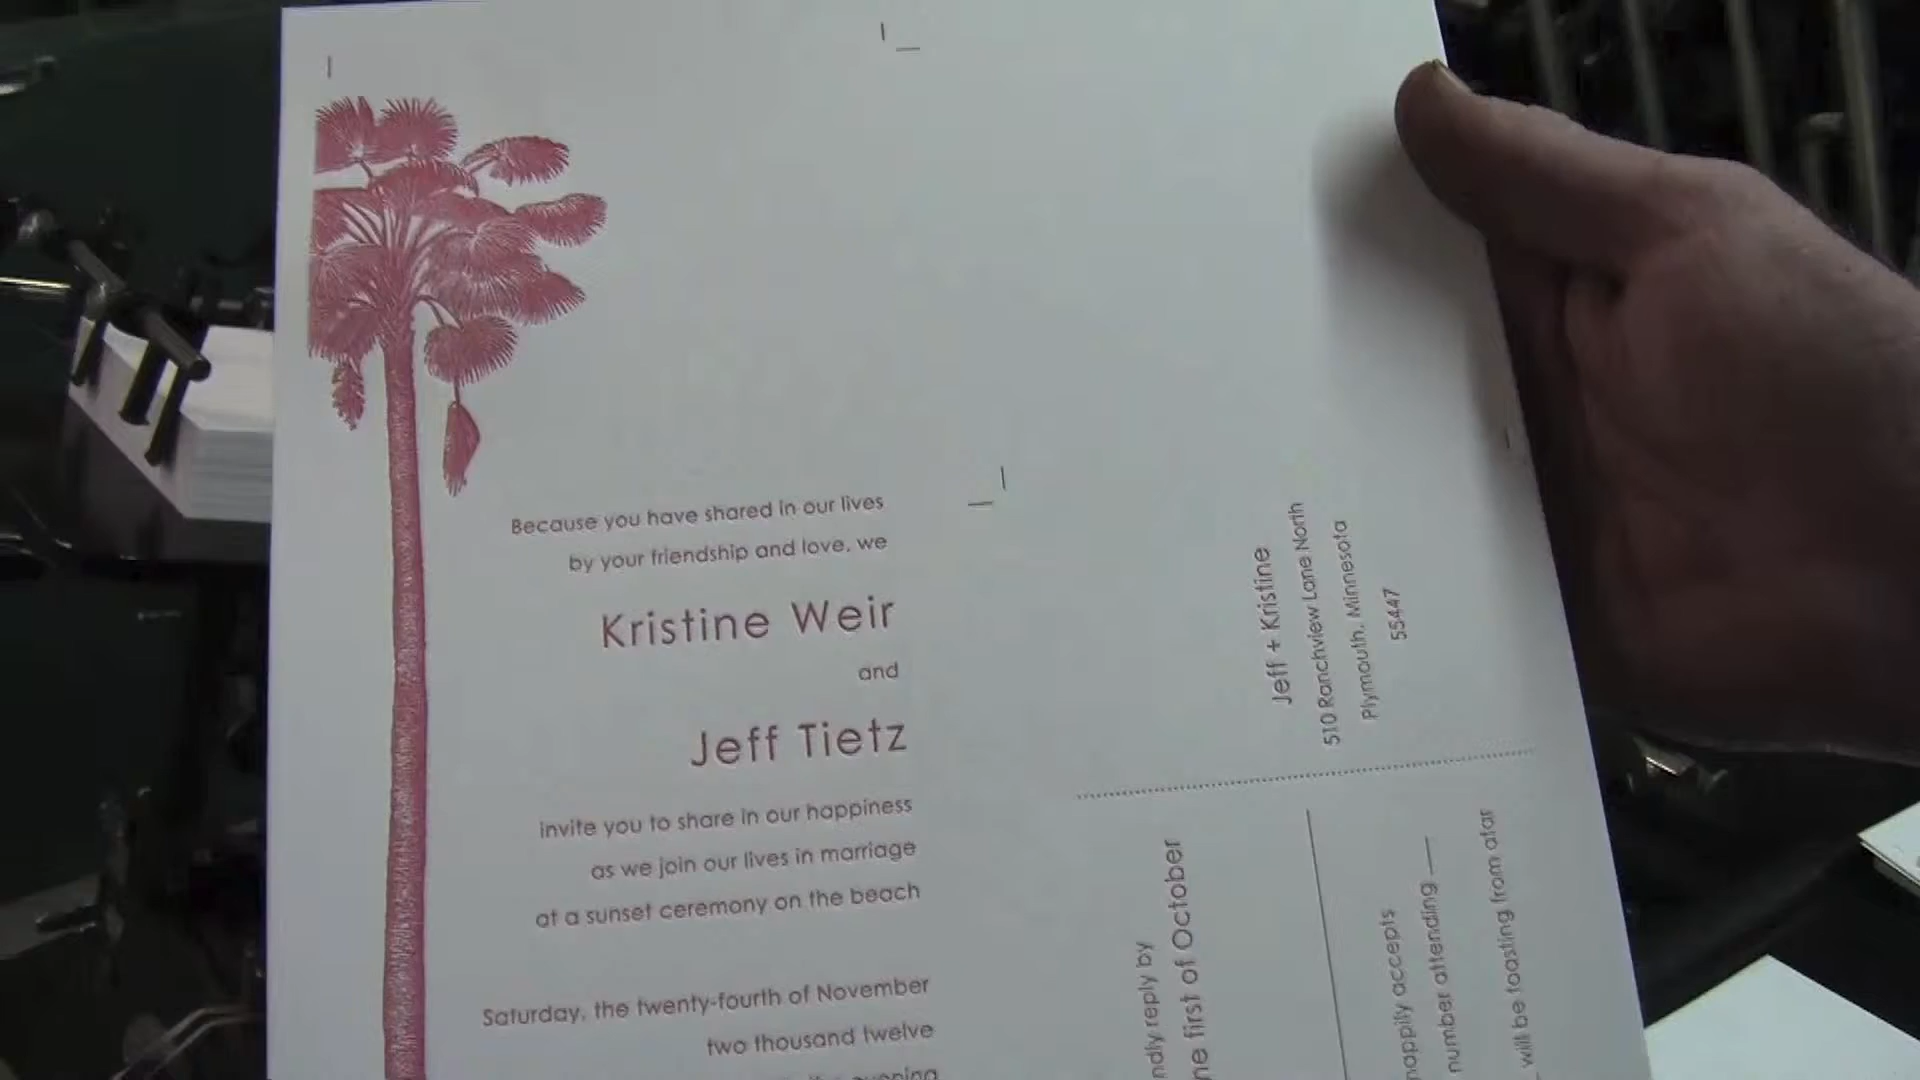 Because you have shared in our lives
by your friendship and love, we
Kristine Weir
and
Jeff Tietz
invite you to share in our happiness
as we join our lives in marriage
at a sunset ceremony on the beach
Saturday, the twenty-fourth of November
two thousand twelve
Jeff + Kristine
510 Ranchview Lane North
Plymouth, Minnesota
55447
reply by
first of October
happily accepts
number attending
will be toasting from afar